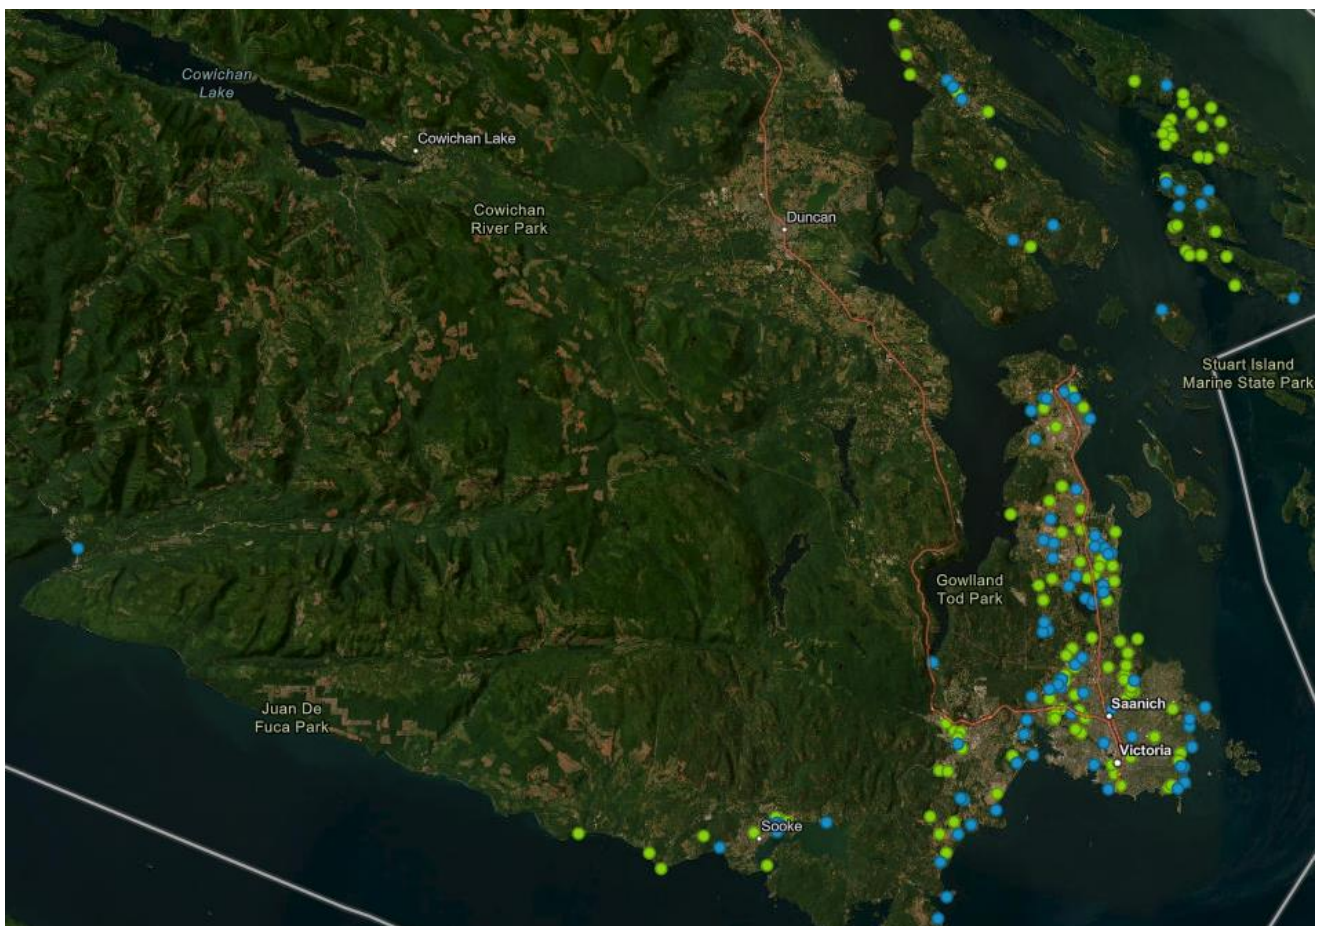 Cowichan
Lake
Cowichan Lake
Cowichan
River Park
Duncan
Stuart Island
Marine State Park
Gowlland
Tod Park
Juan De
Fuca Park
Saanich
Victoria
Sooke